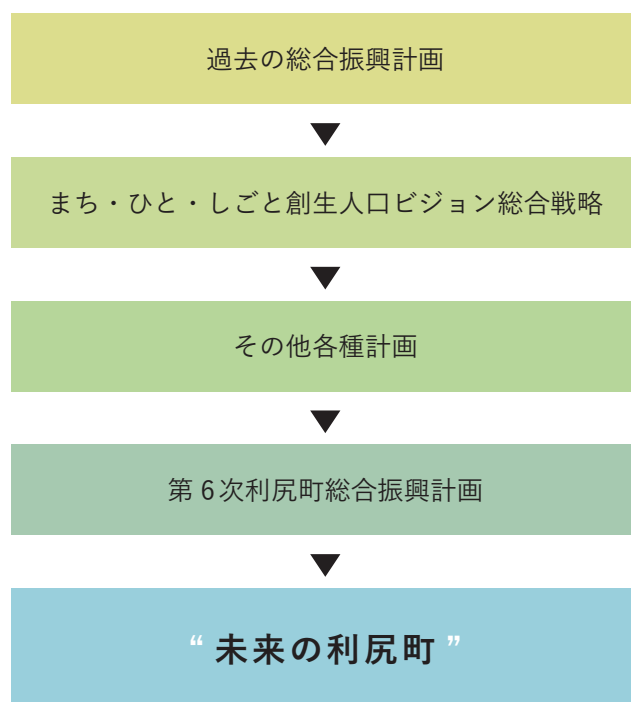 過去の総合振興計画
▼
まち・ひと・しごと創生人口ビジョン総合戦略
▼
その他各種計画
▼
第6次利尻町総合振興計画
▼
“未来の利尻町”